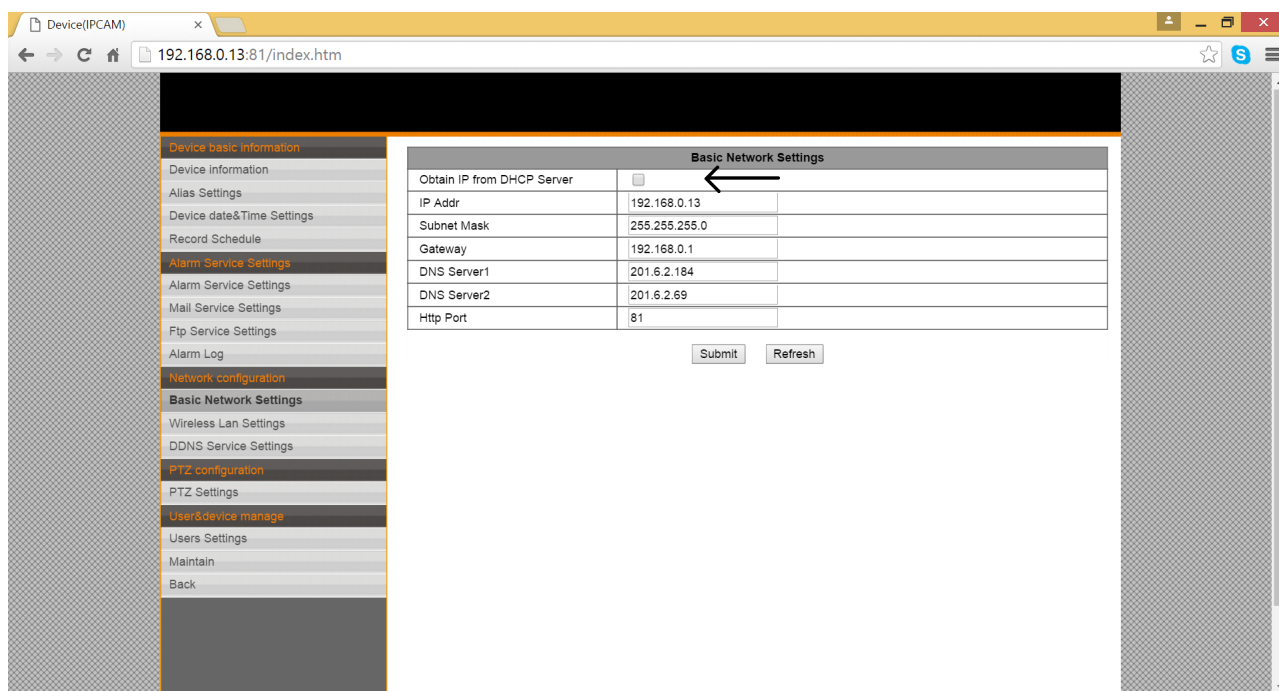 Device(IPCAM)
192.168.0.13:81/index.htm
Device basic information
Device information
Alias Settings
Device date&Time Settings
Record Schedule
Alarm Service Settings
Alarm Service Settings
Mail Service Settings
Ftp Service Settings
Alarm Log
Network configuration
Basic Network Settings
Wireless Lan Settings
DDNS Service Settings
PTZ configuration
PTZ Settings
User&device manage
Users Settings
Maintain
Back
Basic Network Settings
Obtain IP from DHCP Server
IP Addr 192.168.0.13
Subnet Mask 255.255.255.0
Gateway 192.168.0.1
DNS Server1 201.6.2.184
DNS Server2 201.6.2.69
Http Port 81
Submit Refresh